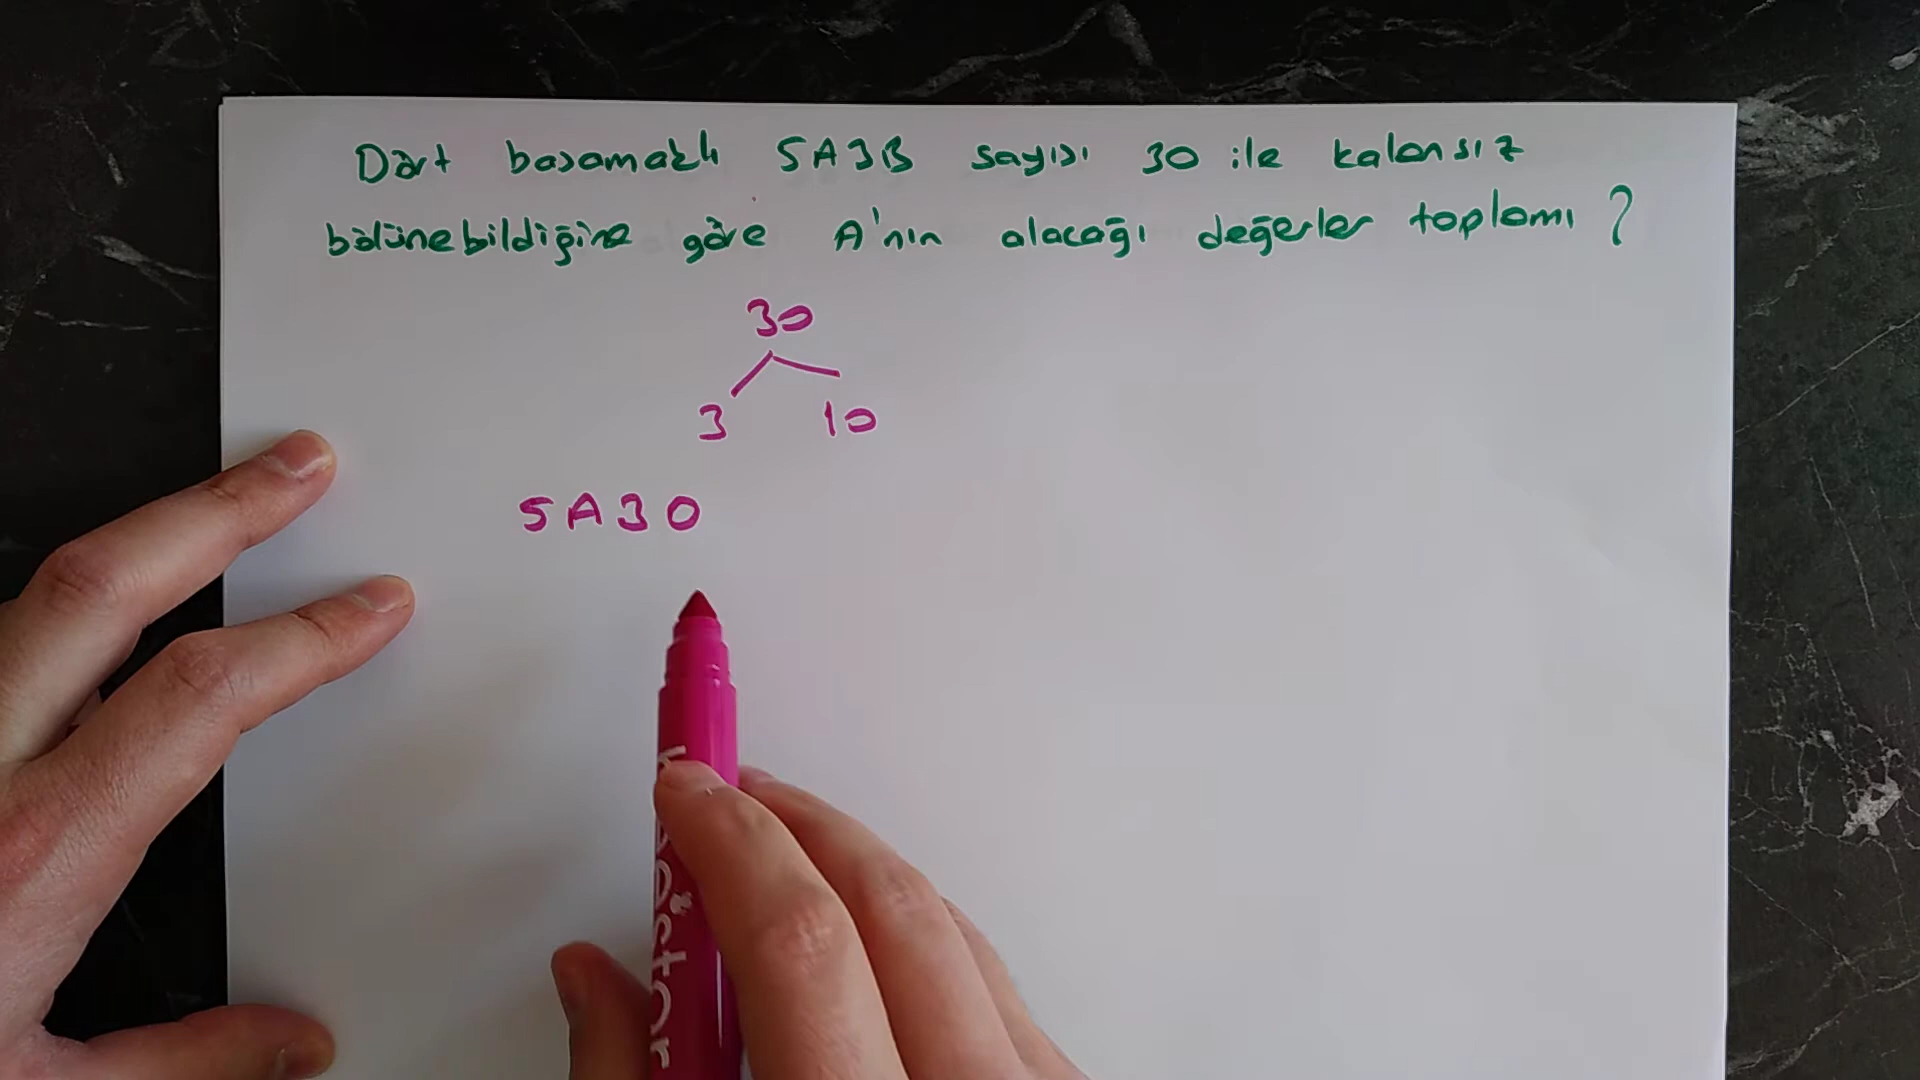 Dört basamaklı 5A3B sayısı 30 ile kalansız
bölünebildiğine göre A'nın alacağı değerler toplamı ?
30
3 10
5A30